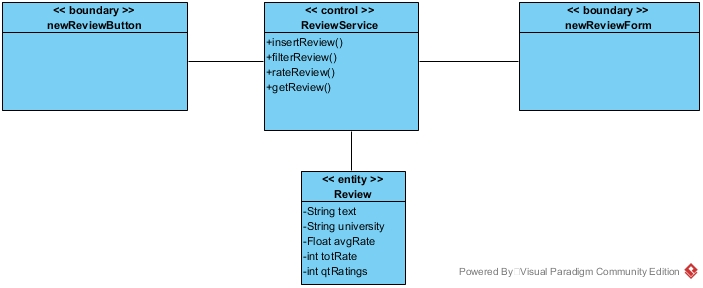 << boundary >>
newReviewButton
<< control >>
ReviewService
+insertReview()
+filterReview()
+rateReview()
+getReview()
<< boundary >>
newReviewForm
<< entity >>
Review
-String text
-String university
-Float avgRate
-int totRate
-int qtRatings
Powered By Visual Paradigm Community Edition